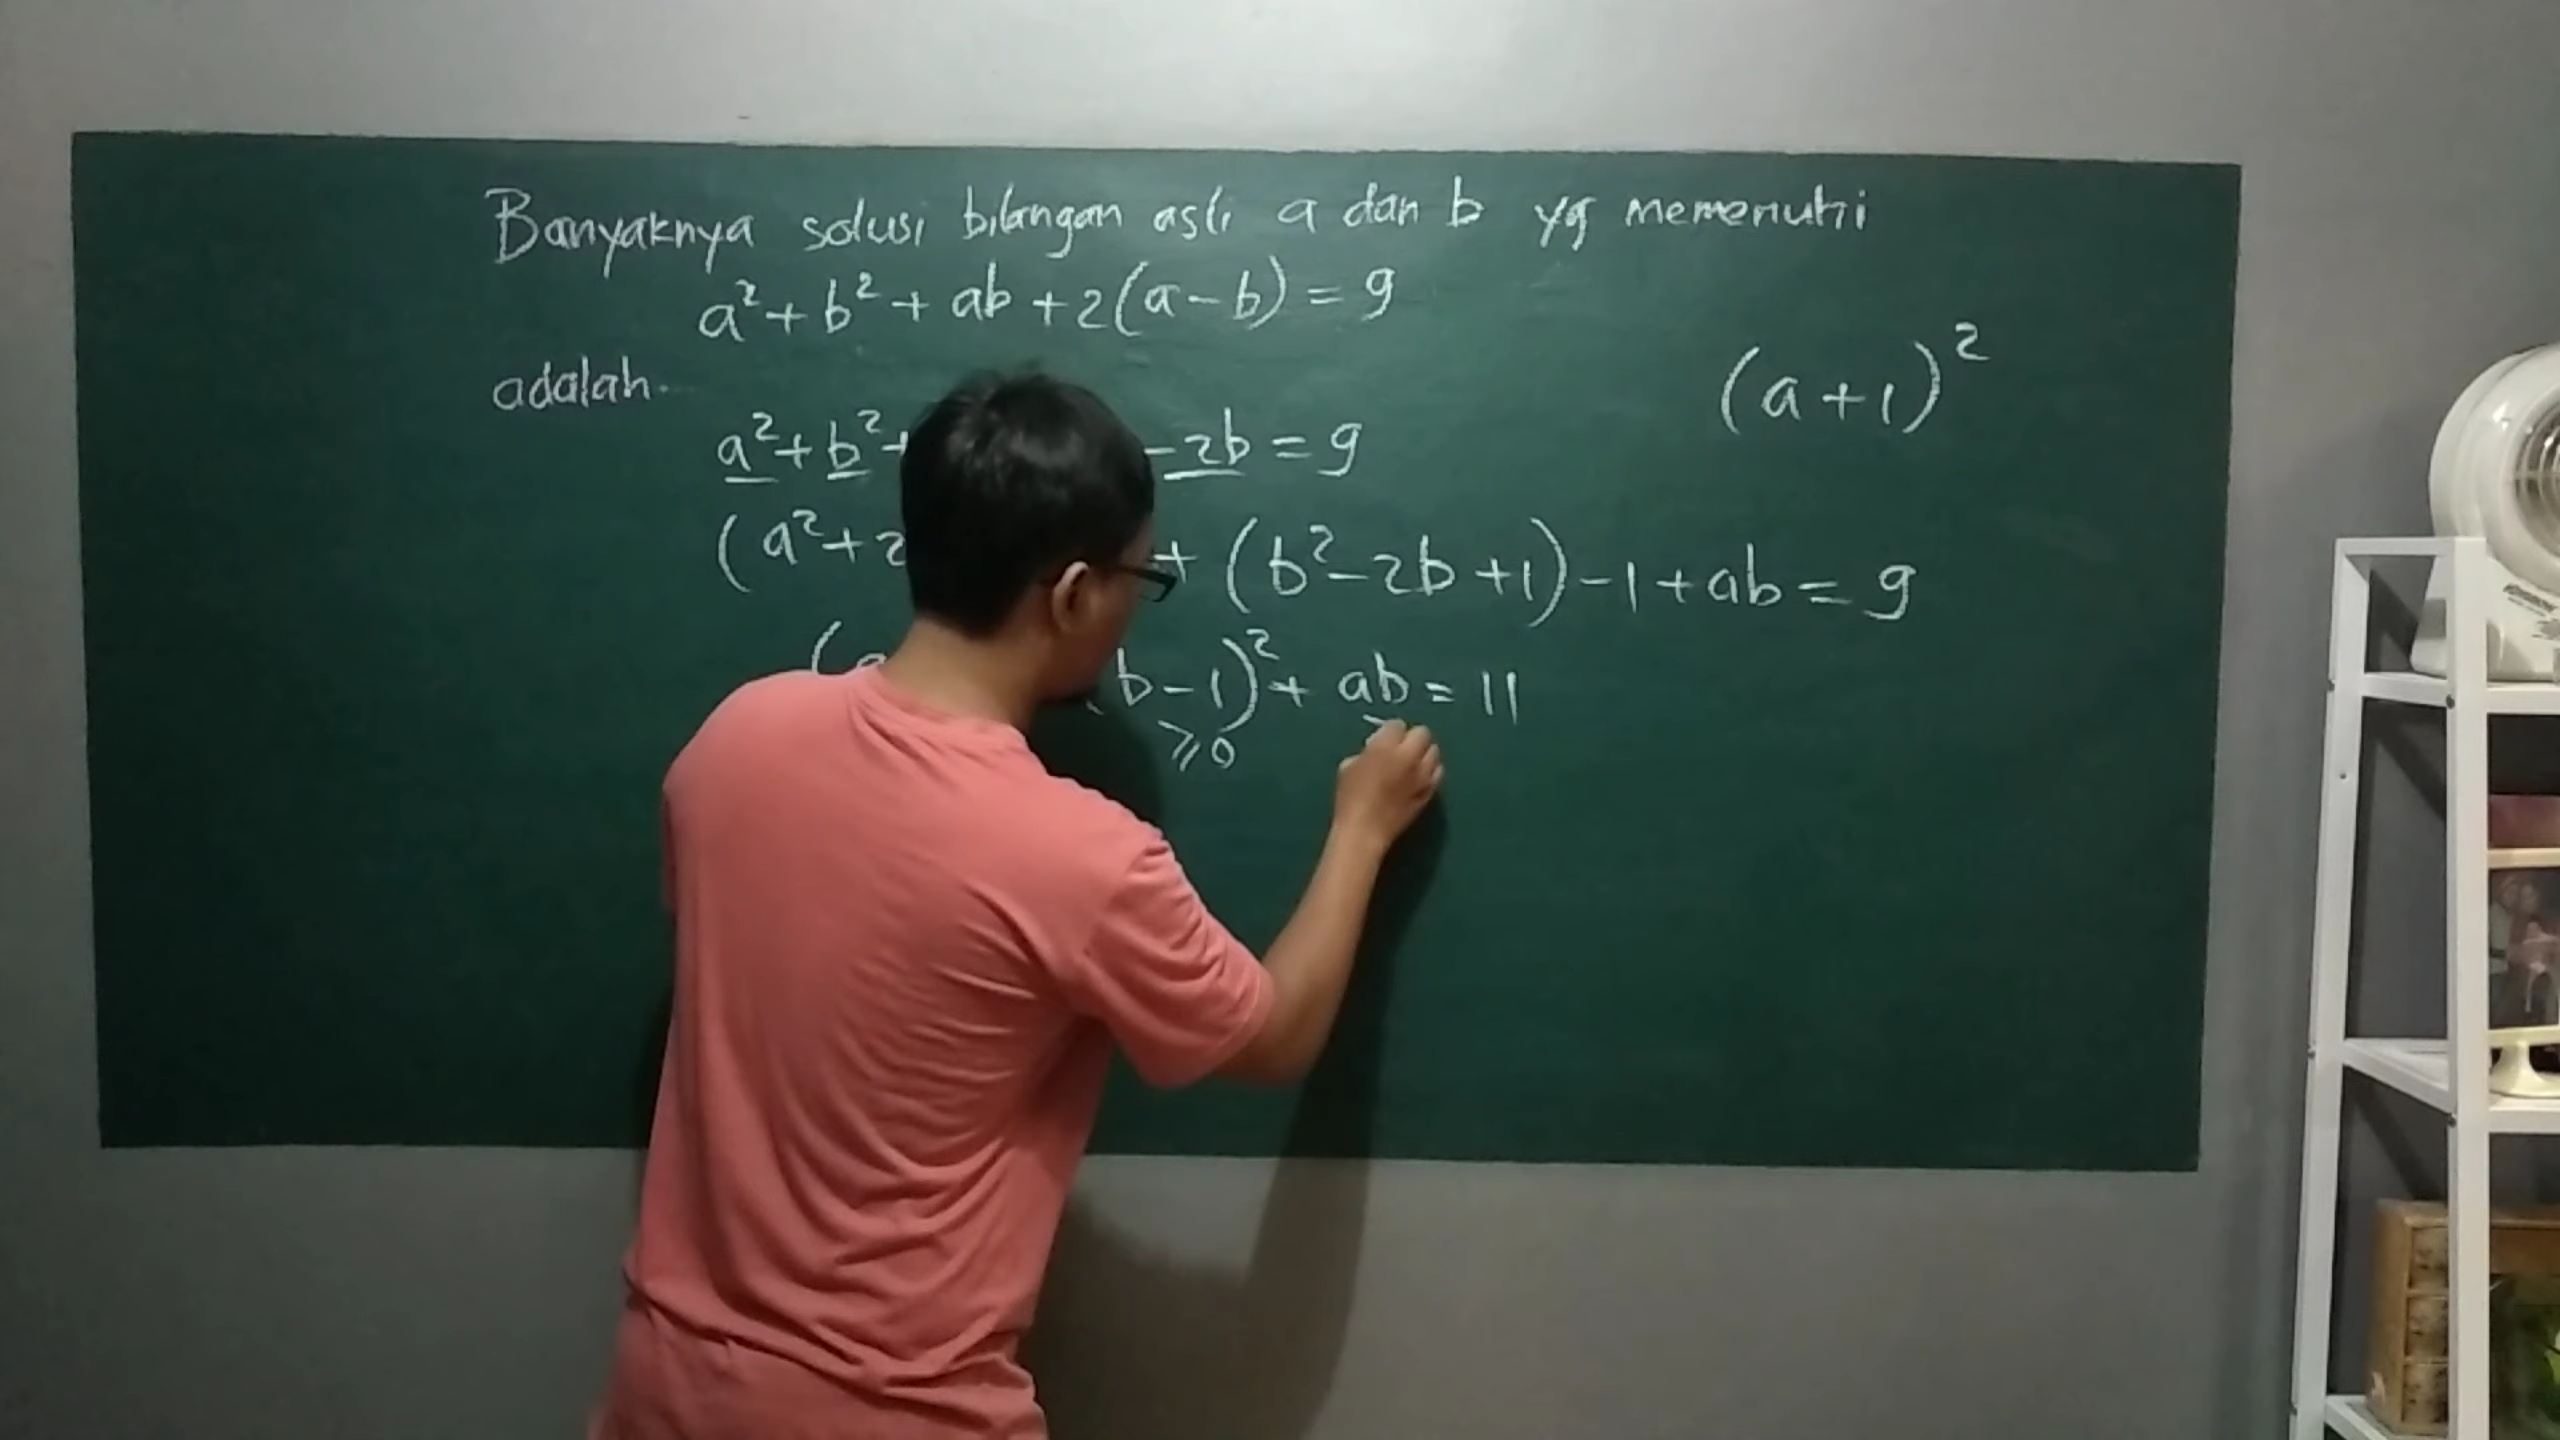 Banyaknya solusi bilangan asli a dan b yg memenuhi
a² + b² + ab + 2(a - b) = 9
adalah.
(a + 1)²
a² + b² + - 2b = 9
(a² + 2 + (b² - 2b + 1) - 1 + ab = 9
(a b - 1)² + ab = 11
≥ 0